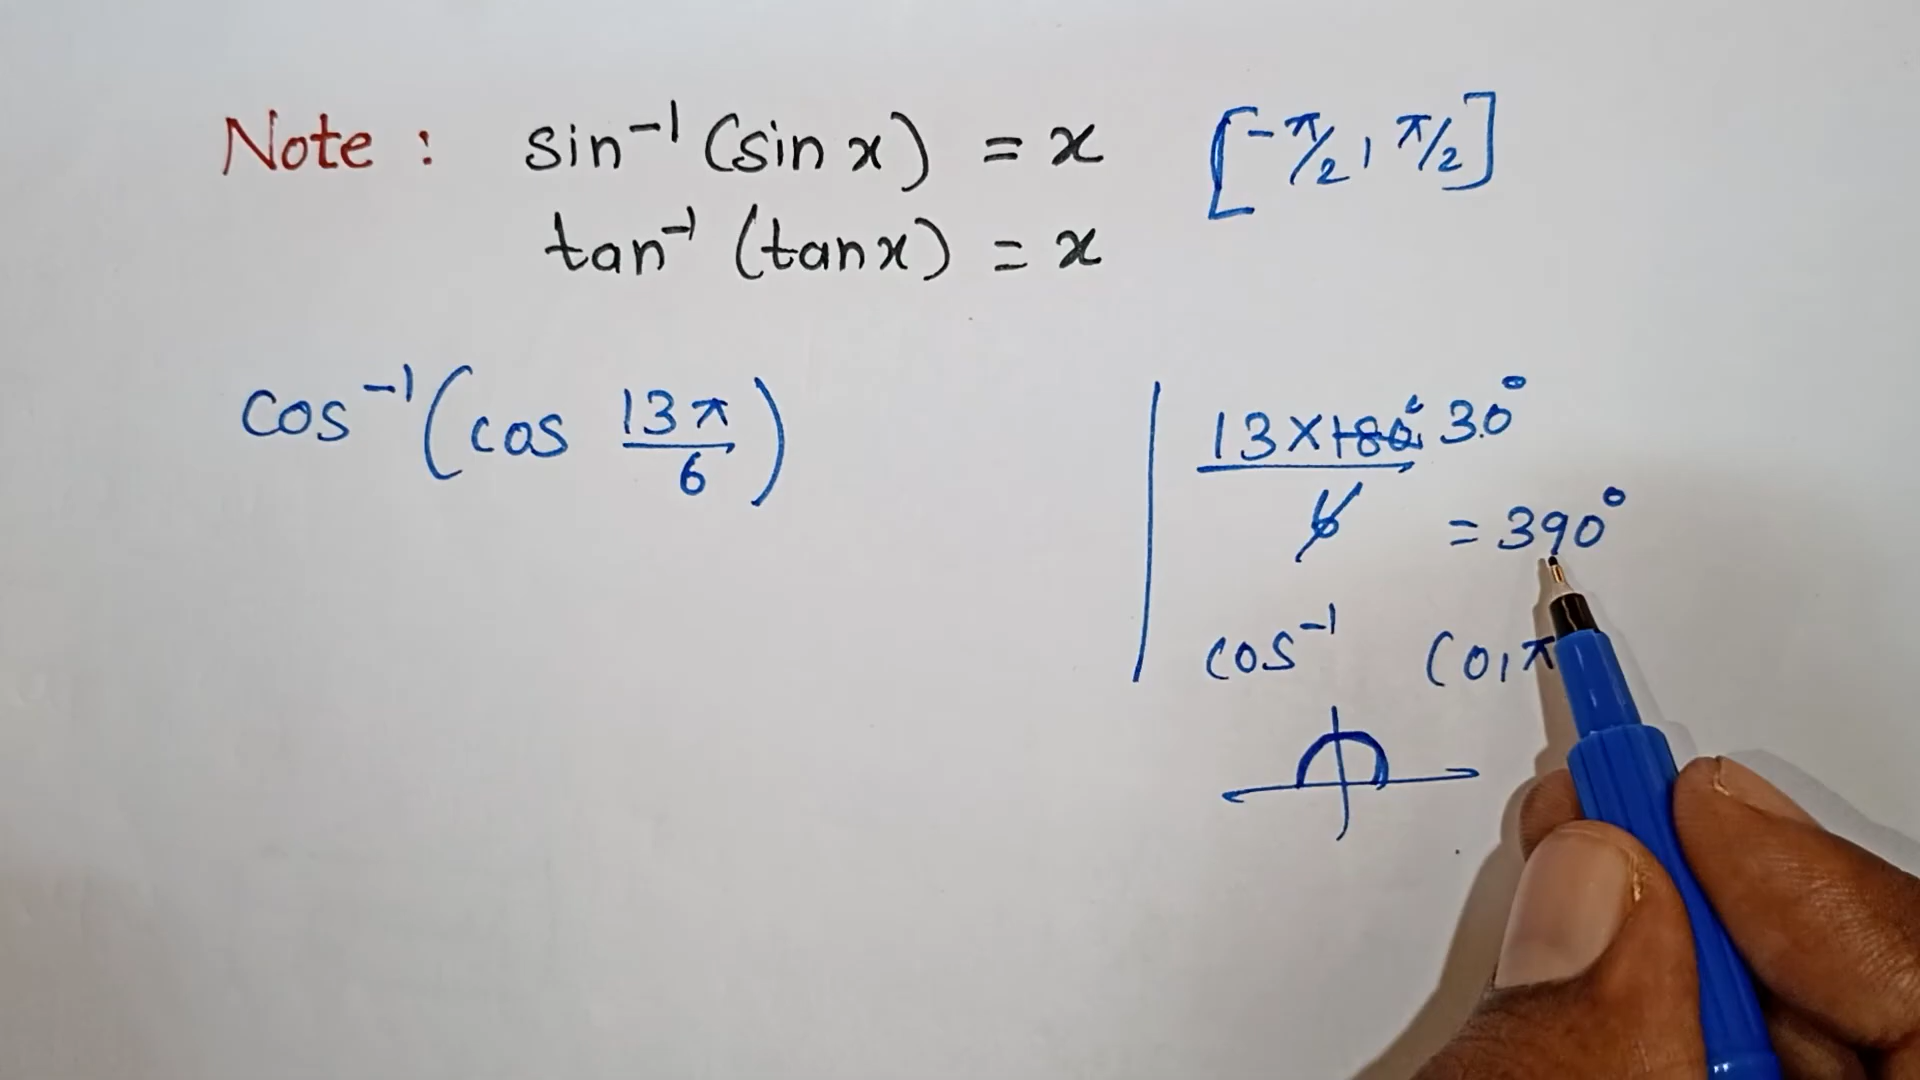 Note : sin⁻¹ (sin x) = x [-π/2, π/2]
tan⁻¹ (tan x) = x
cos⁻¹ (cos 13π/6)
13×180° 30°
6 = 390°
cos⁻¹ (0, π